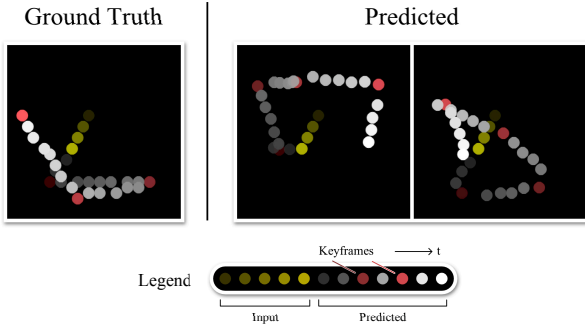 Ground Truth
Predicted
Keyframes
t
Legend
Input
Predicted